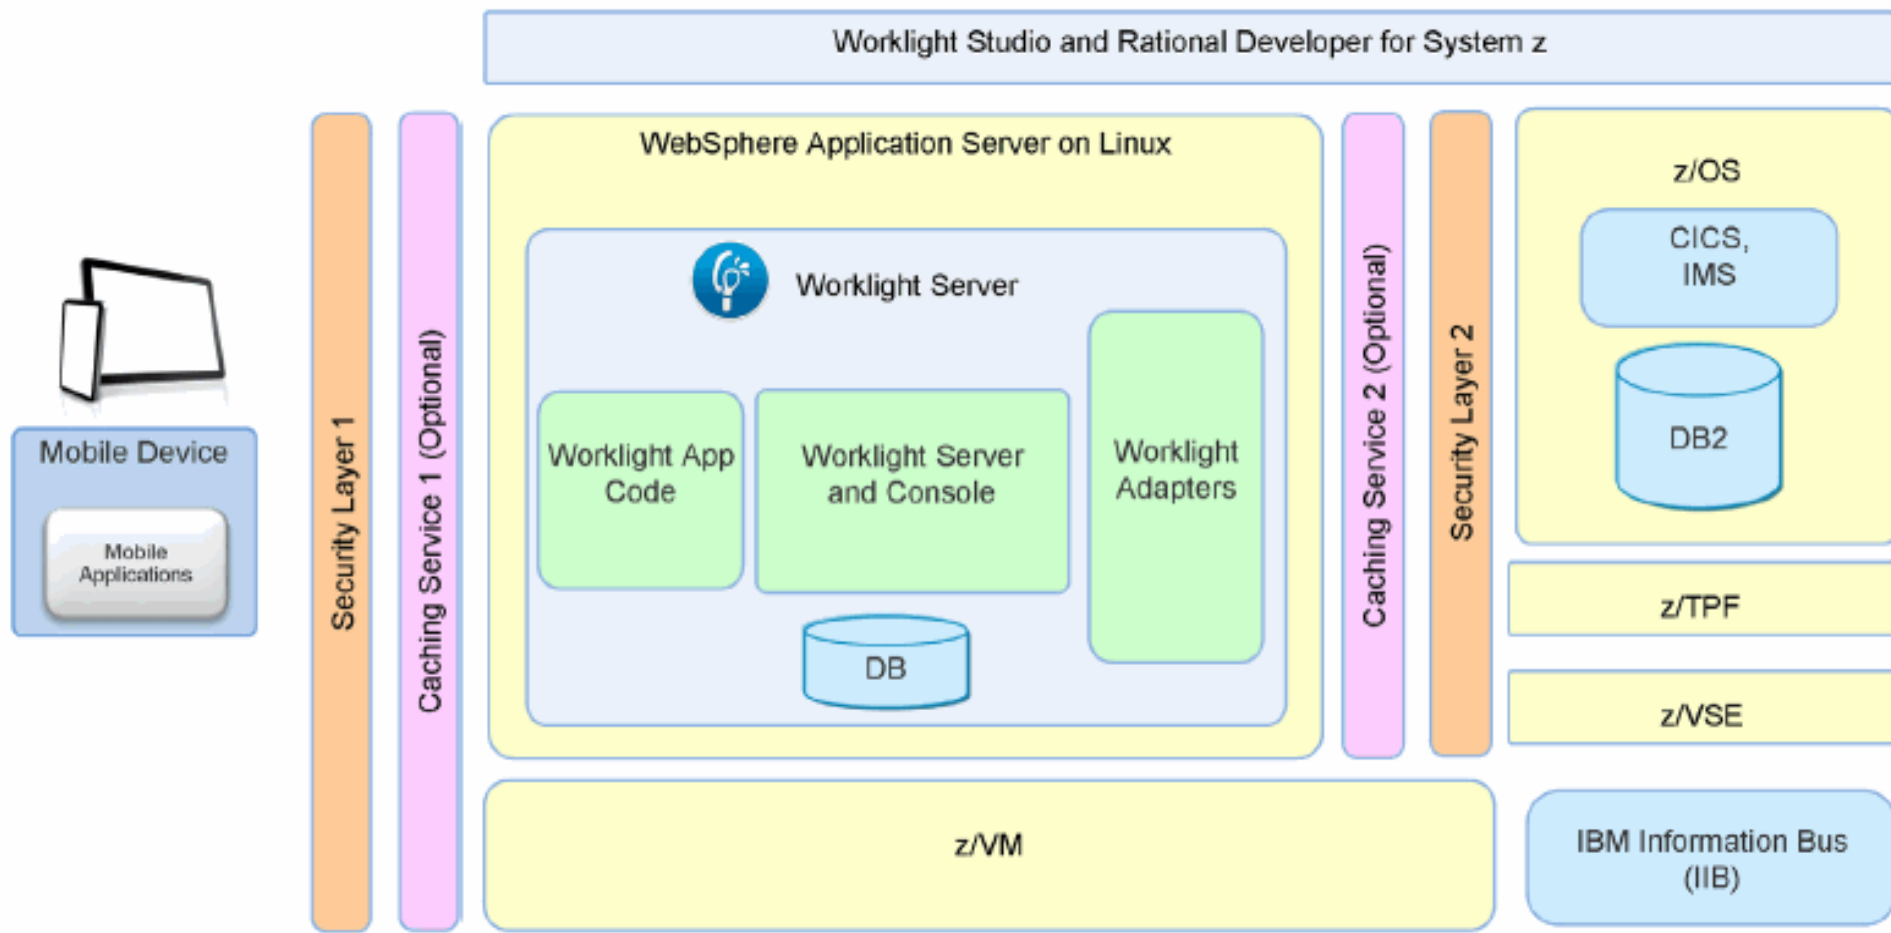 Worklight Studio and Rational Developer for System z
Mobile Device
Mobile
Applications
Security Layer 1
Caching Service 1 (Optional)
WebSphere Application Server on Linux
Worklight Server
Worklight App
Code
Worklight Server
and Console
Worklight
Adapters
DB
Caching Service 2 (Optional)
Security Layer 2
z/OS
CICS,
IMS
DB2
z/TPF
z/VSE
z/VM
IBM Information Bus
(IIB)